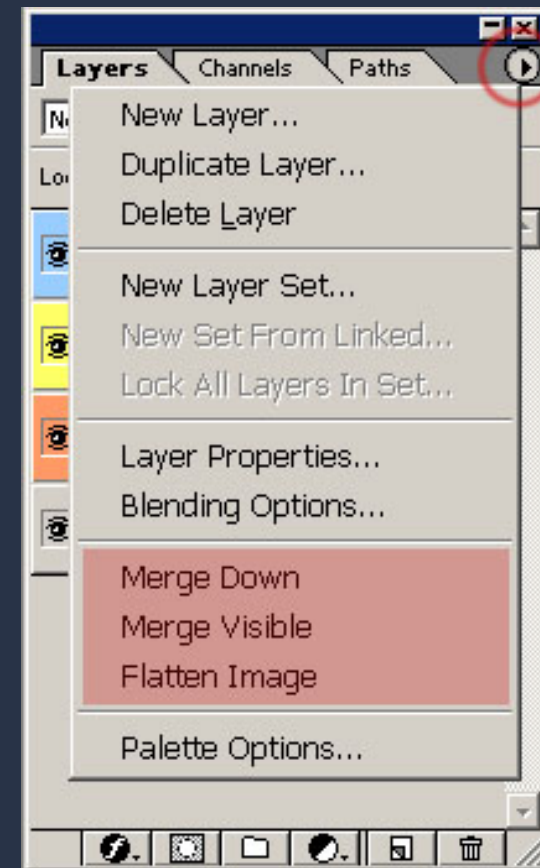 Layers Channels Paths
New Layer...
Duplicate Layer...
Delete Layer
New Layer Set...
New Set From Linked...
Lock All Layers In Set...
Layer Properties...
Blending Options...
Merge Down
Merge Visible
Flatten Image
Palette Options...